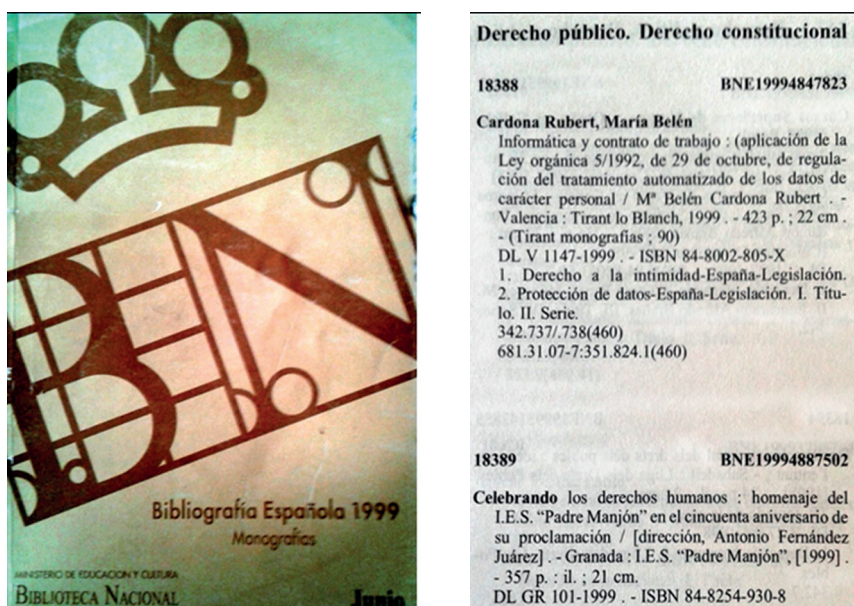 BEN
Bibliografía Española 1999
Monografías
MINISTERIO DE EDUCACION Y CULTURA
BIBLIOTECA NACIONAL
Junio
Derecho público. Derecho constitucional
18388 BNE19994847823
Cardona Rubert, María Belén
Informática y contrato de trabajo : (aplicación de la
Ley orgánica 5/1992, de 29 de octubre, de regula-
ción del tratamiento automatizado de los datos de
carácter personal / Mª Belén Cardona Rubert . -
Valencia : Tirant lo Blanch, 1999 . - 423 p. ; 22 cm .
- (Tirant monografías ; 90)
DL V 1147-1999 . - ISBN 84-8002-805-X
1. Derecho a la intimidad-España-Legislación.
2. Protección de datos-España-Legislación. I. Títu-
lo. II. Serie.
342.737/.738(460)
681.31.07-7:351.824.1(460)
18389 BNE19994887502
Celebrando los derechos humanos : homenaje del
I.E.S. “Padre Manjón” en el cincuenta aniversario de
su proclamación / [dirección, Antonio Fernández
Juárez] . - Granada : I.E.S. “Padre Manjón”, [1999] .
- 357 p. : il. ; 21 cm.
DL GR 101-1999 . - ISBN 84-8254-930-8